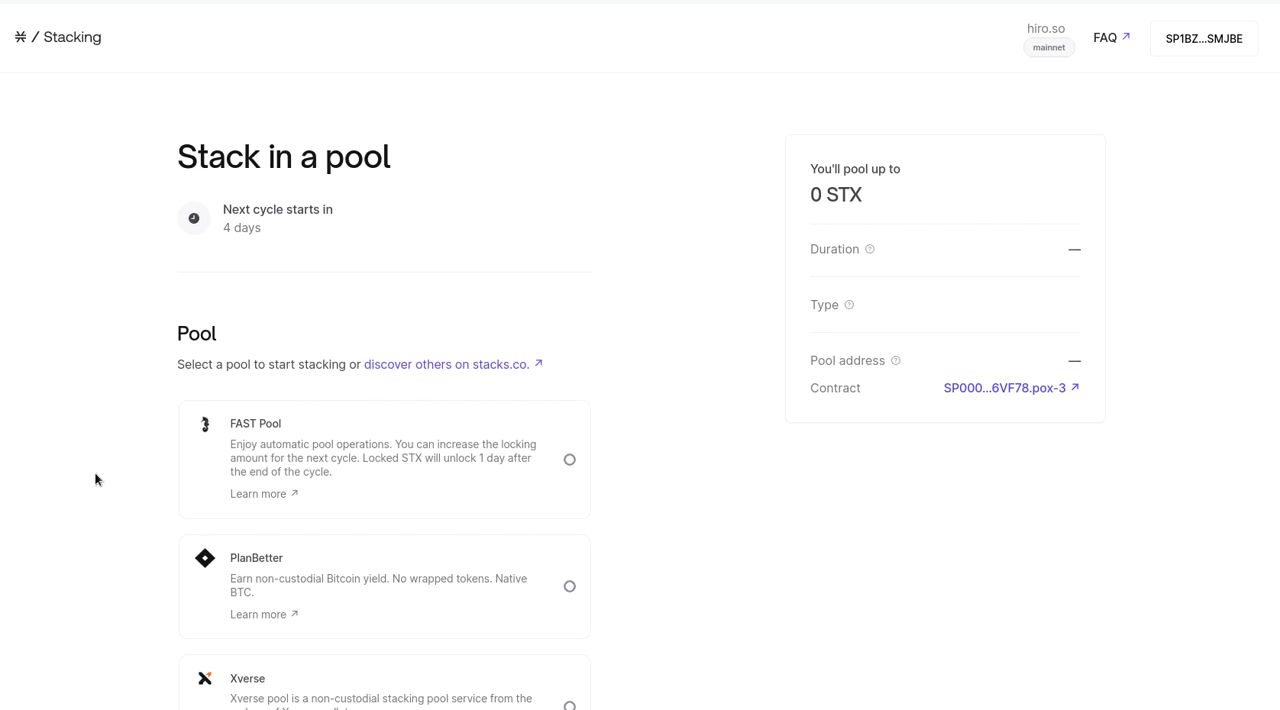 / Stacking
hiro.so
mainnet
FAQ ↗
SP1BZ...SMJBE
Stack in a pool
Next cycle starts in
4 days
Pool
Select a pool to start stacking or discover others on stacks.co. ↗
FAST Pool
Enjoy automatic pool operations. You can increase the locking
amount for the next cycle. Locked STX will unlock 1 day after
the end of the cycle.
Learn more ↗
PlanBetter
Earn non-custodial Bitcoin yield. No wrapped tokens. Native
BTC.
Learn more ↗
Xverse
Xverse pool is a non-custodial stacking pool service from the
You'll pool up to
0 STX
Duration —
Type
Pool address —
Contract SP000...6VF78.pox-3 ↗